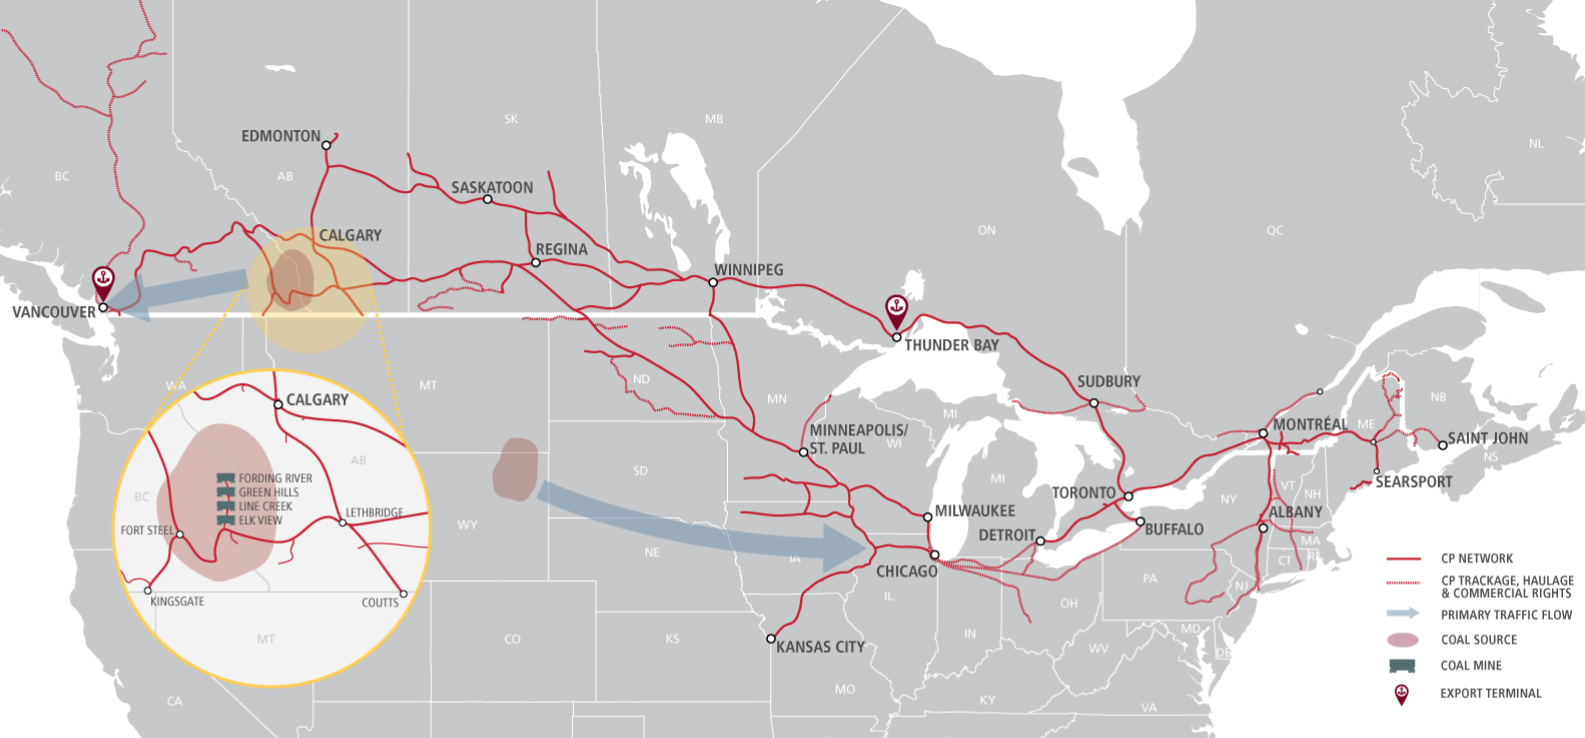 EDMONTON
SK
MB
NL
BC
AB
SASKATOON
ON
QC
CALGARY
REGINA
WINNIPEG
VANCOUVER
THUNDER BAY
WA
MT
ND
MN
SUDBURY
MI
NB
CALGARY
MINNEAPOLIS/
ST. PAUL
WI
MONTRÉAL
ME
SAINT JOHN
NS
AB
SD
MI
FORDING RIVER
GREEN HILLS
LINE CREEK
ELK VIEW
BC
TORONTO
NY
VT
NH
SEARSPORT
LETHBRIDGE
FORT STEEL
WY
MILWAUKEE
DETROIT
BUFFALO
ALBANY
MA
RI
CT
NE
IA
CHICAGO
KINGSGATE
COUTTS
IL
OH
PA
NJ
MT
CO
KS
KANSAS CITY
IN
WV
MD
DE
CA
MO
KY
VA
CP NETWORK
CP TRACKAGE, HAULAGE
& COMMERCIAL RIGHTS
PRIMARY TRAFFIC FLOW
COAL SOURCE
COAL MINE
EXPORT TERMINAL